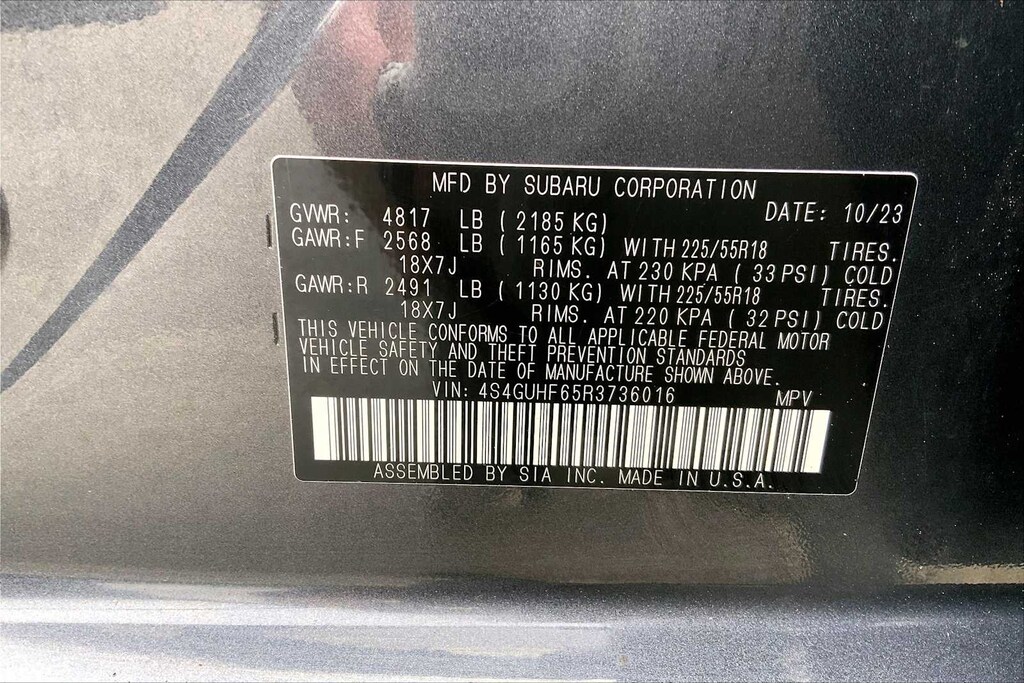 MFD BY SUBARU CORPORATION
GVWR: 4817 LB ( 2185 KG) DATE: 10/23
GAWR:F 2568 LB ( 1165 KG) WITH 225/55R18 TIRES.
18X7J RIMS. AT 230 KPA ( 33 PSI) COLD
GAWR:R 2491 LB ( 1130 KG) WITH 225/55R18 TIRES.
18X7J RIMS. AT 220 KPA ( 32 PSI) COLD
THIS VEHICLE CONFORMS TO ALL APPLICABLE FEDERAL MOTOR
VEHICLE SAFETY AND THEFT PREVENTION STANDARDS
IN EFFECT ON THE DATE OF MANUFACTURE SHOWN ABOVE.
VIN: 4S4GUHF65R3736016 MPV
ASSEMBLED BY SIA INC. MADE IN U.S.A.